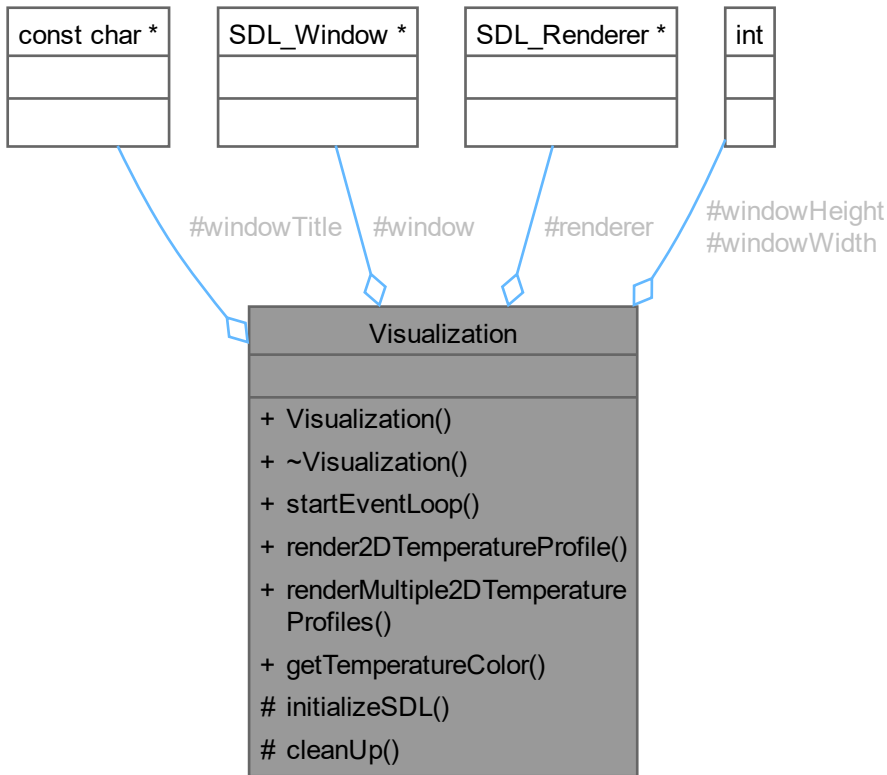 const char *
SDL_Window *
SDL_Renderer *
int
#windowTitle
#window
#renderer
#windowHeight
#windowWidth
Visualization
+ Visualization()
+ ~Visualization()
+ startEventLoop()
+ render2DTemperatureProfile()
+ renderMultiple2DTemperature
Profiles()
+ getTemperatureColor()
# initializeSDL()
# cleanUp()